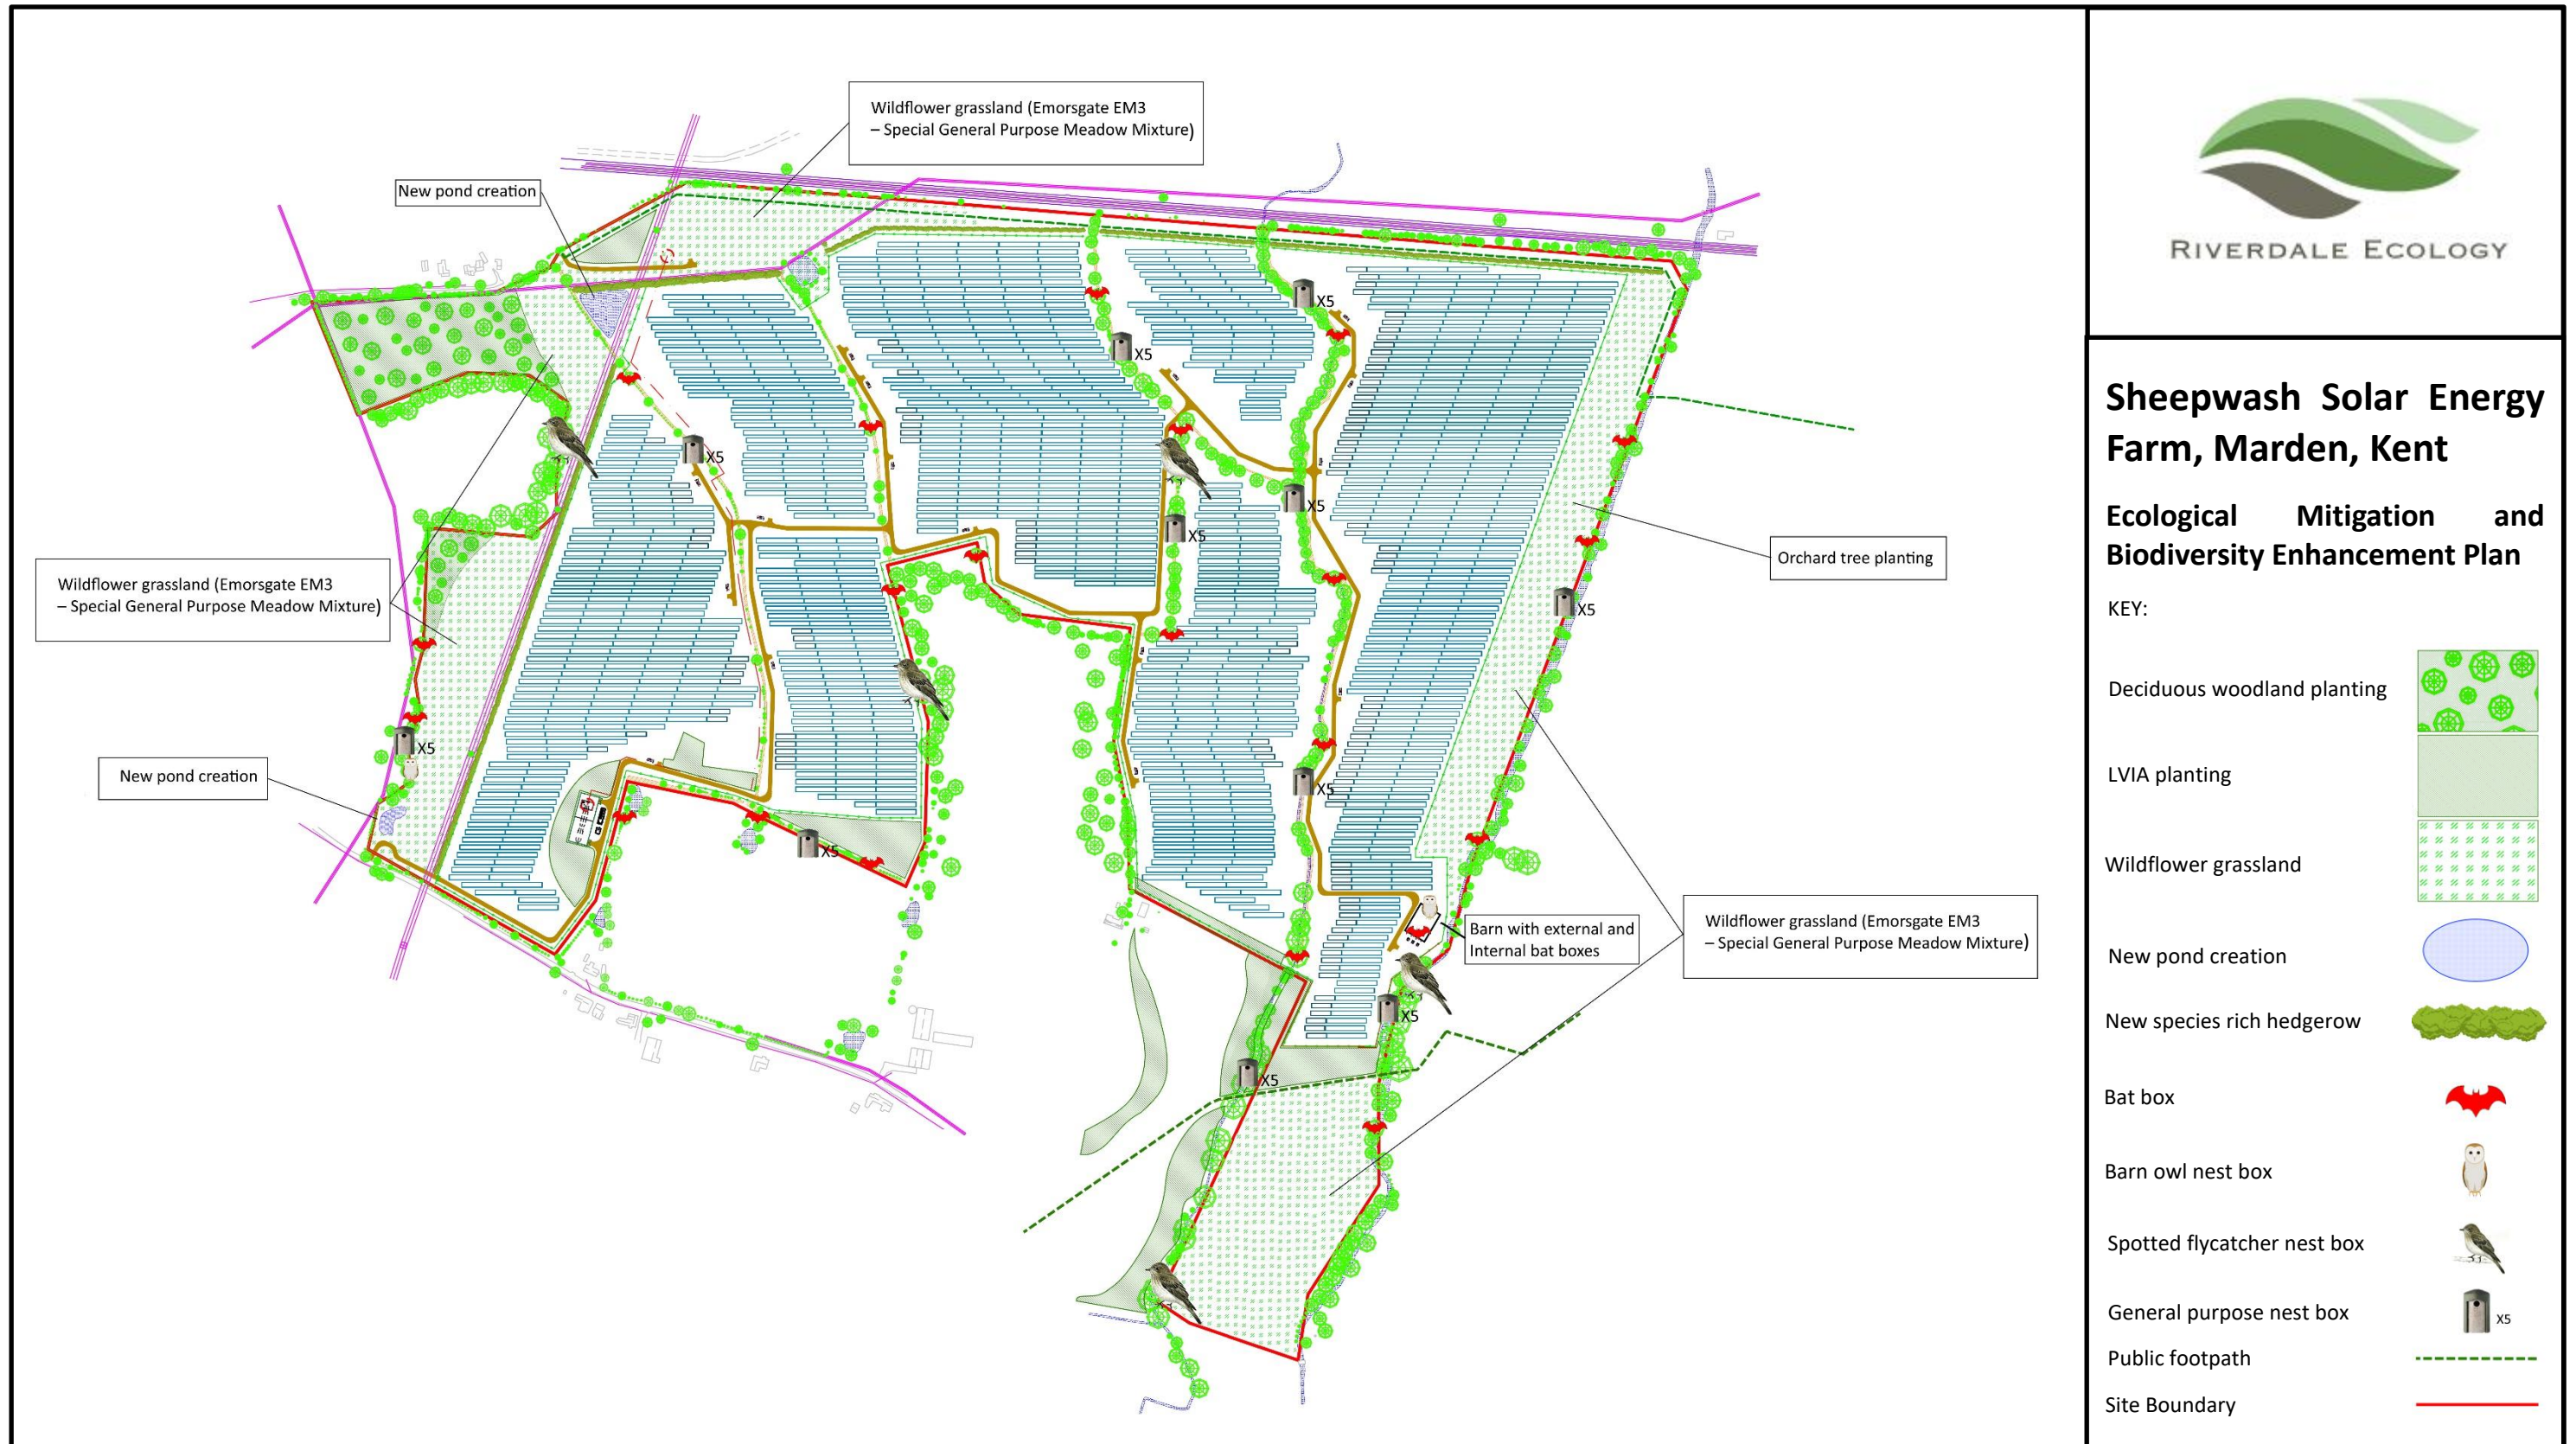 Wildflower grassland (Emorsgate EM3
– Special General Purpose Meadow Mixture)
New pond creation
Wildflower grassland (Emorsgate EM3
– Special General Purpose Meadow Mixture)
New pond creation
Orchard tree planting
Barn with external and
Internal bat boxes
Wildflower grassland (Emorsgate EM3
– Special General Purpose Meadow Mixture)
X5
X5
X5
X5
X5
X5
X5
X5
X5
X5
X5
RIVERDALE ECOLOGY
Sheepwash Solar Energy
Farm, Marden, Kent
Ecological Mitigation and
Biodiversity Enhancement Plan
KEY:
Deciduous woodland planting
LVIA planting
Wildflower grassland
New pond creation
New species rich hedgerow
Bat box
Barn owl nest box
Spotted flycatcher nest box
General purpose nest box
X5
Public footpath
Site Boundary